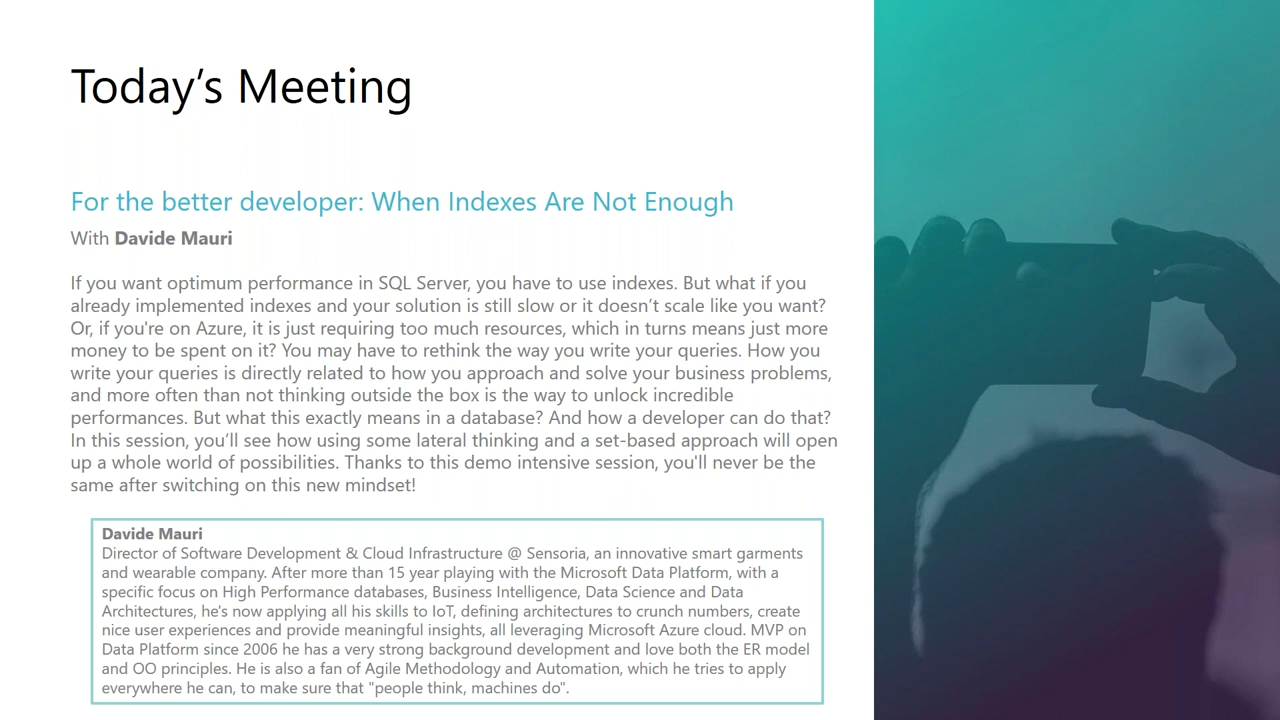 Today’s Meeting
For the better developer: When Indexes Are Not Enough
With Davide Mauri
If you want optimum performance in SQL Server, you have to use indexes. But what if you
already implemented indexes and your solution is still slow or it doesn’t scale like you want?
Or, if you're on Azure, it is just requiring too much resources, which in turns means just more
money to be spent on it? You may have to rethink the way you write your queries. How you
write your queries is directly related to how you approach and solve your business problems,
and more often than not thinking outside the box is the way to unlock incredible
performances. But what this exactly means in a database? And how a developer can do that?
In this session, you’ll see how using some lateral thinking and a set-based approach will open
up a whole world of possibilities. Thanks to this demo intensive session, you'll never be the
same after switching on this new mindset!
Davide Mauri
Director of Software Development & Cloud Infrastructure @ Sensoria, an innovative smart garments
and wearable company. After more than 15 year playing with the Microsoft Data Platform, with a
specific focus on High Performance databases, Business Intelligence, Data Science and Data
Architectures, he's now applying all his skills to IoT, defining architectures to crunch numbers, create
nice user experiences and provide meaningful insights, all leveraging Microsoft Azure cloud. MVP on
Data Platform since 2006 he has a very strong background development and love both the ER model
and OO principles. He is also a fan of Agile Methodology and Automation, which he tries to apply
everywhere he can, to make sure that "people think, machines do".